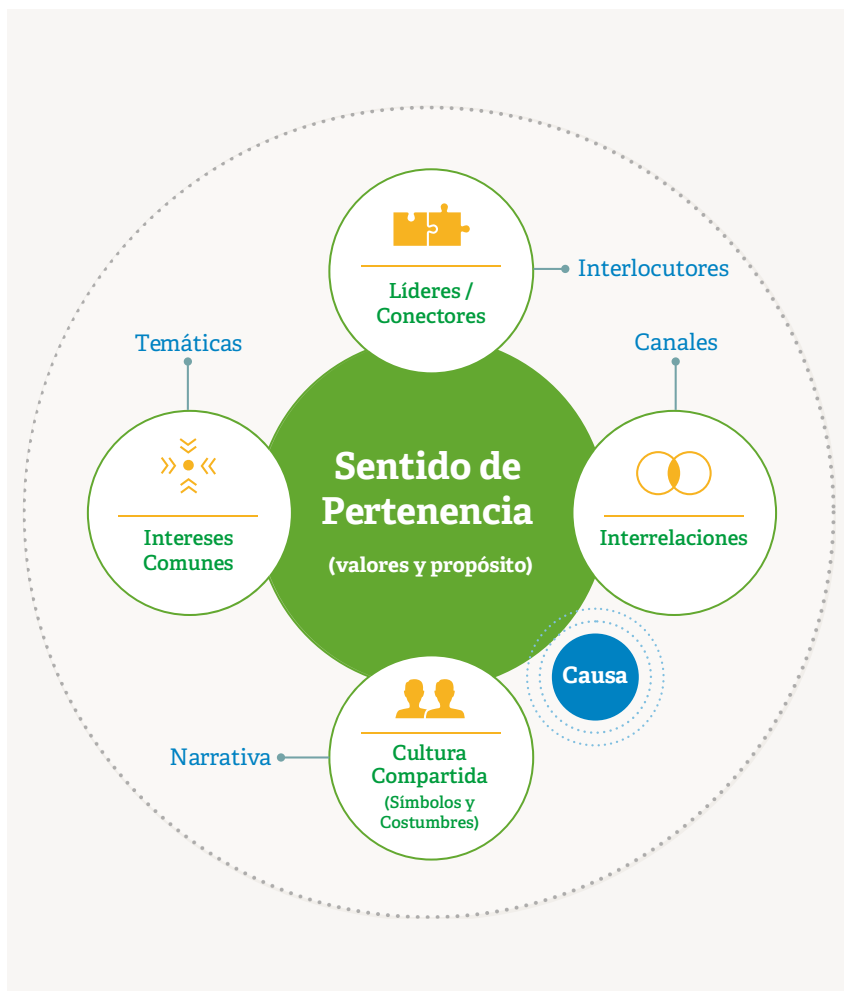 Líderes /
Conectores
Interlocutores
Temáticas
Canales
Sentido de
Pertenencia
(valores y propósito)
Intereses
Comunes
Interrelaciones
Causa
Narrativa
Cultura
Compartida
(Símbolos y
Costumbres)